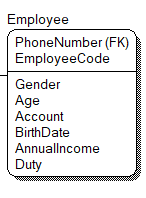 Employee
PhoneNumber (FK)
EmployeeCode
Gender
Age
Account
BirthDate
AnnualIncome
Duty